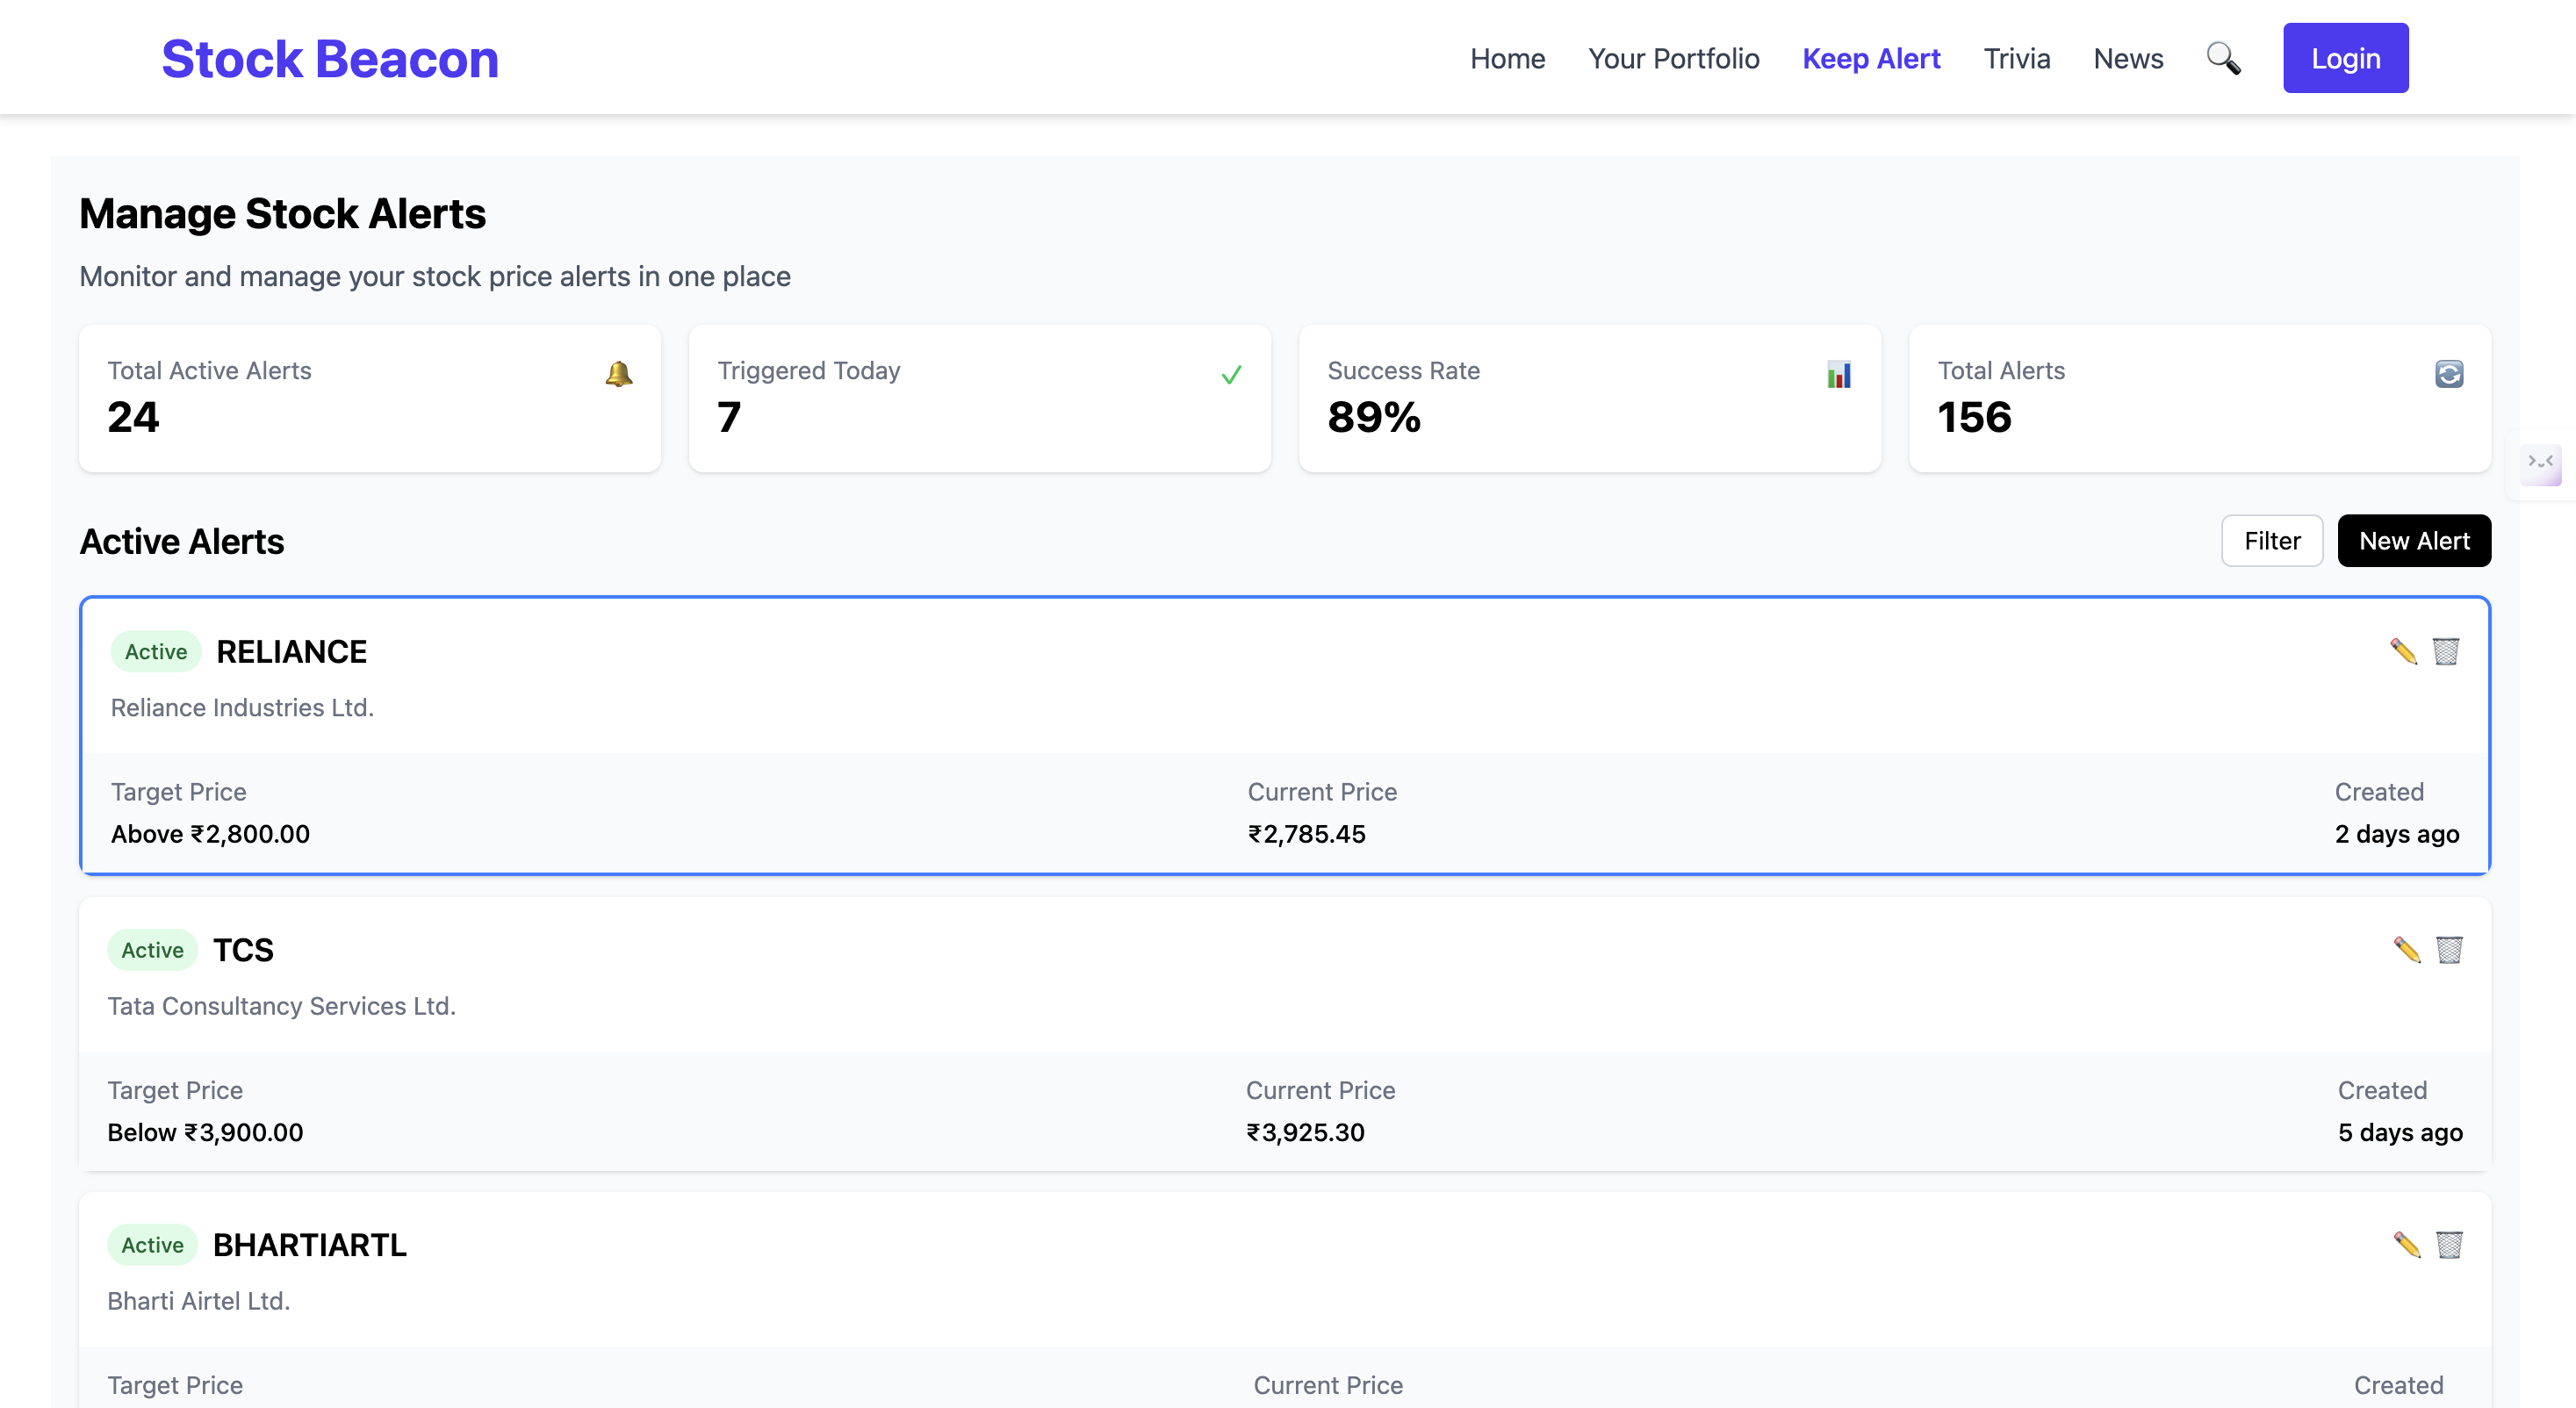 Stock Beacon
Home Your Portfolio Keep Alert Trivia News Login
Manage Stock Alerts
Monitor and manage your stock price alerts in one place
Total Active Alerts
24
Triggered Today
7
Success Rate
89%
Total Alerts
156
Active Alerts
Filter New Alert
Active RELIANCE
Reliance Industries Ltd.
Target Price Current Price Created
Above ₹2,800.00 ₹2,785.45 2 days ago
Active TCS
Tata Consultancy Services Ltd.
Target Price Current Price Created
Below ₹3,900.00 ₹3,925.30 5 days ago
Active BHARTIARTL
Bharti Airtel Ltd.
Target Price Current Price Created